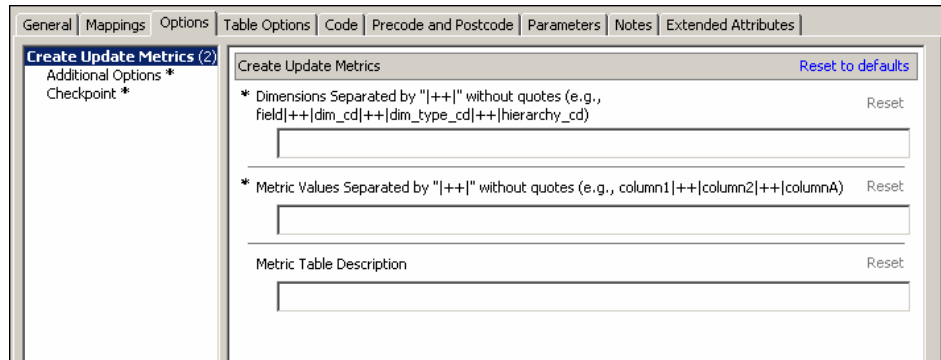 General Mappings Options Table Options Code Precode and Postcode Parameters Notes Extended Attributes
Create Update Metrics (2)
Additional Options *
Checkpoint *
Create Update Metrics Reset to defaults
* Dimensions Separated by "|++|" without quotes (e.g., Reset
field|++|dim_cd|++|dim_type_cd|++|hierarchy_cd)
* Metric Values Separated by "|++|" without quotes (e.g., column1|++|column2|++|columnA) Reset
Metric Table Description Reset